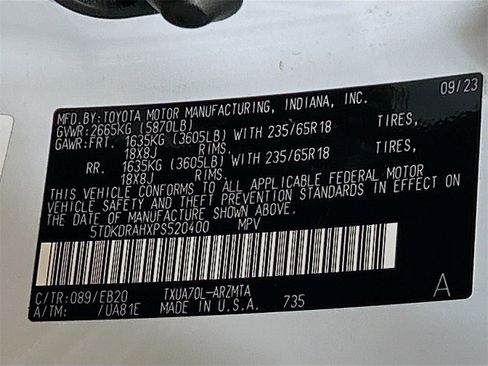 MFD.BY:TOYOTA MOTOR MANUFACTURING, INDIANA, INC. 09/23
GVWR:2665KG (5870LB)
GAWR:FRT. 1635KG (3605LB) WITH 235/65R18 TIRES,
18X8J RIMS.
RR. 1635KG (3605LB) WITH 235/65R18 TIRES,
18X8J RIMS.
THIS VEHICLE CONFORMS TO ALL APPLICABLE FEDERAL MOTOR
VEHICLE SAFETY AND THEFT PREVENTION STANDARDS IN EFFECT ON
THE DATE OF MANUFACTURE SHOWN ABOVE.
5TDKDRAHXPS520400 MPV
C/TR:089/EB20 TXUA70L-ARZMTA
A/TM: /UA81E MADE IN U.S.A. 735 A